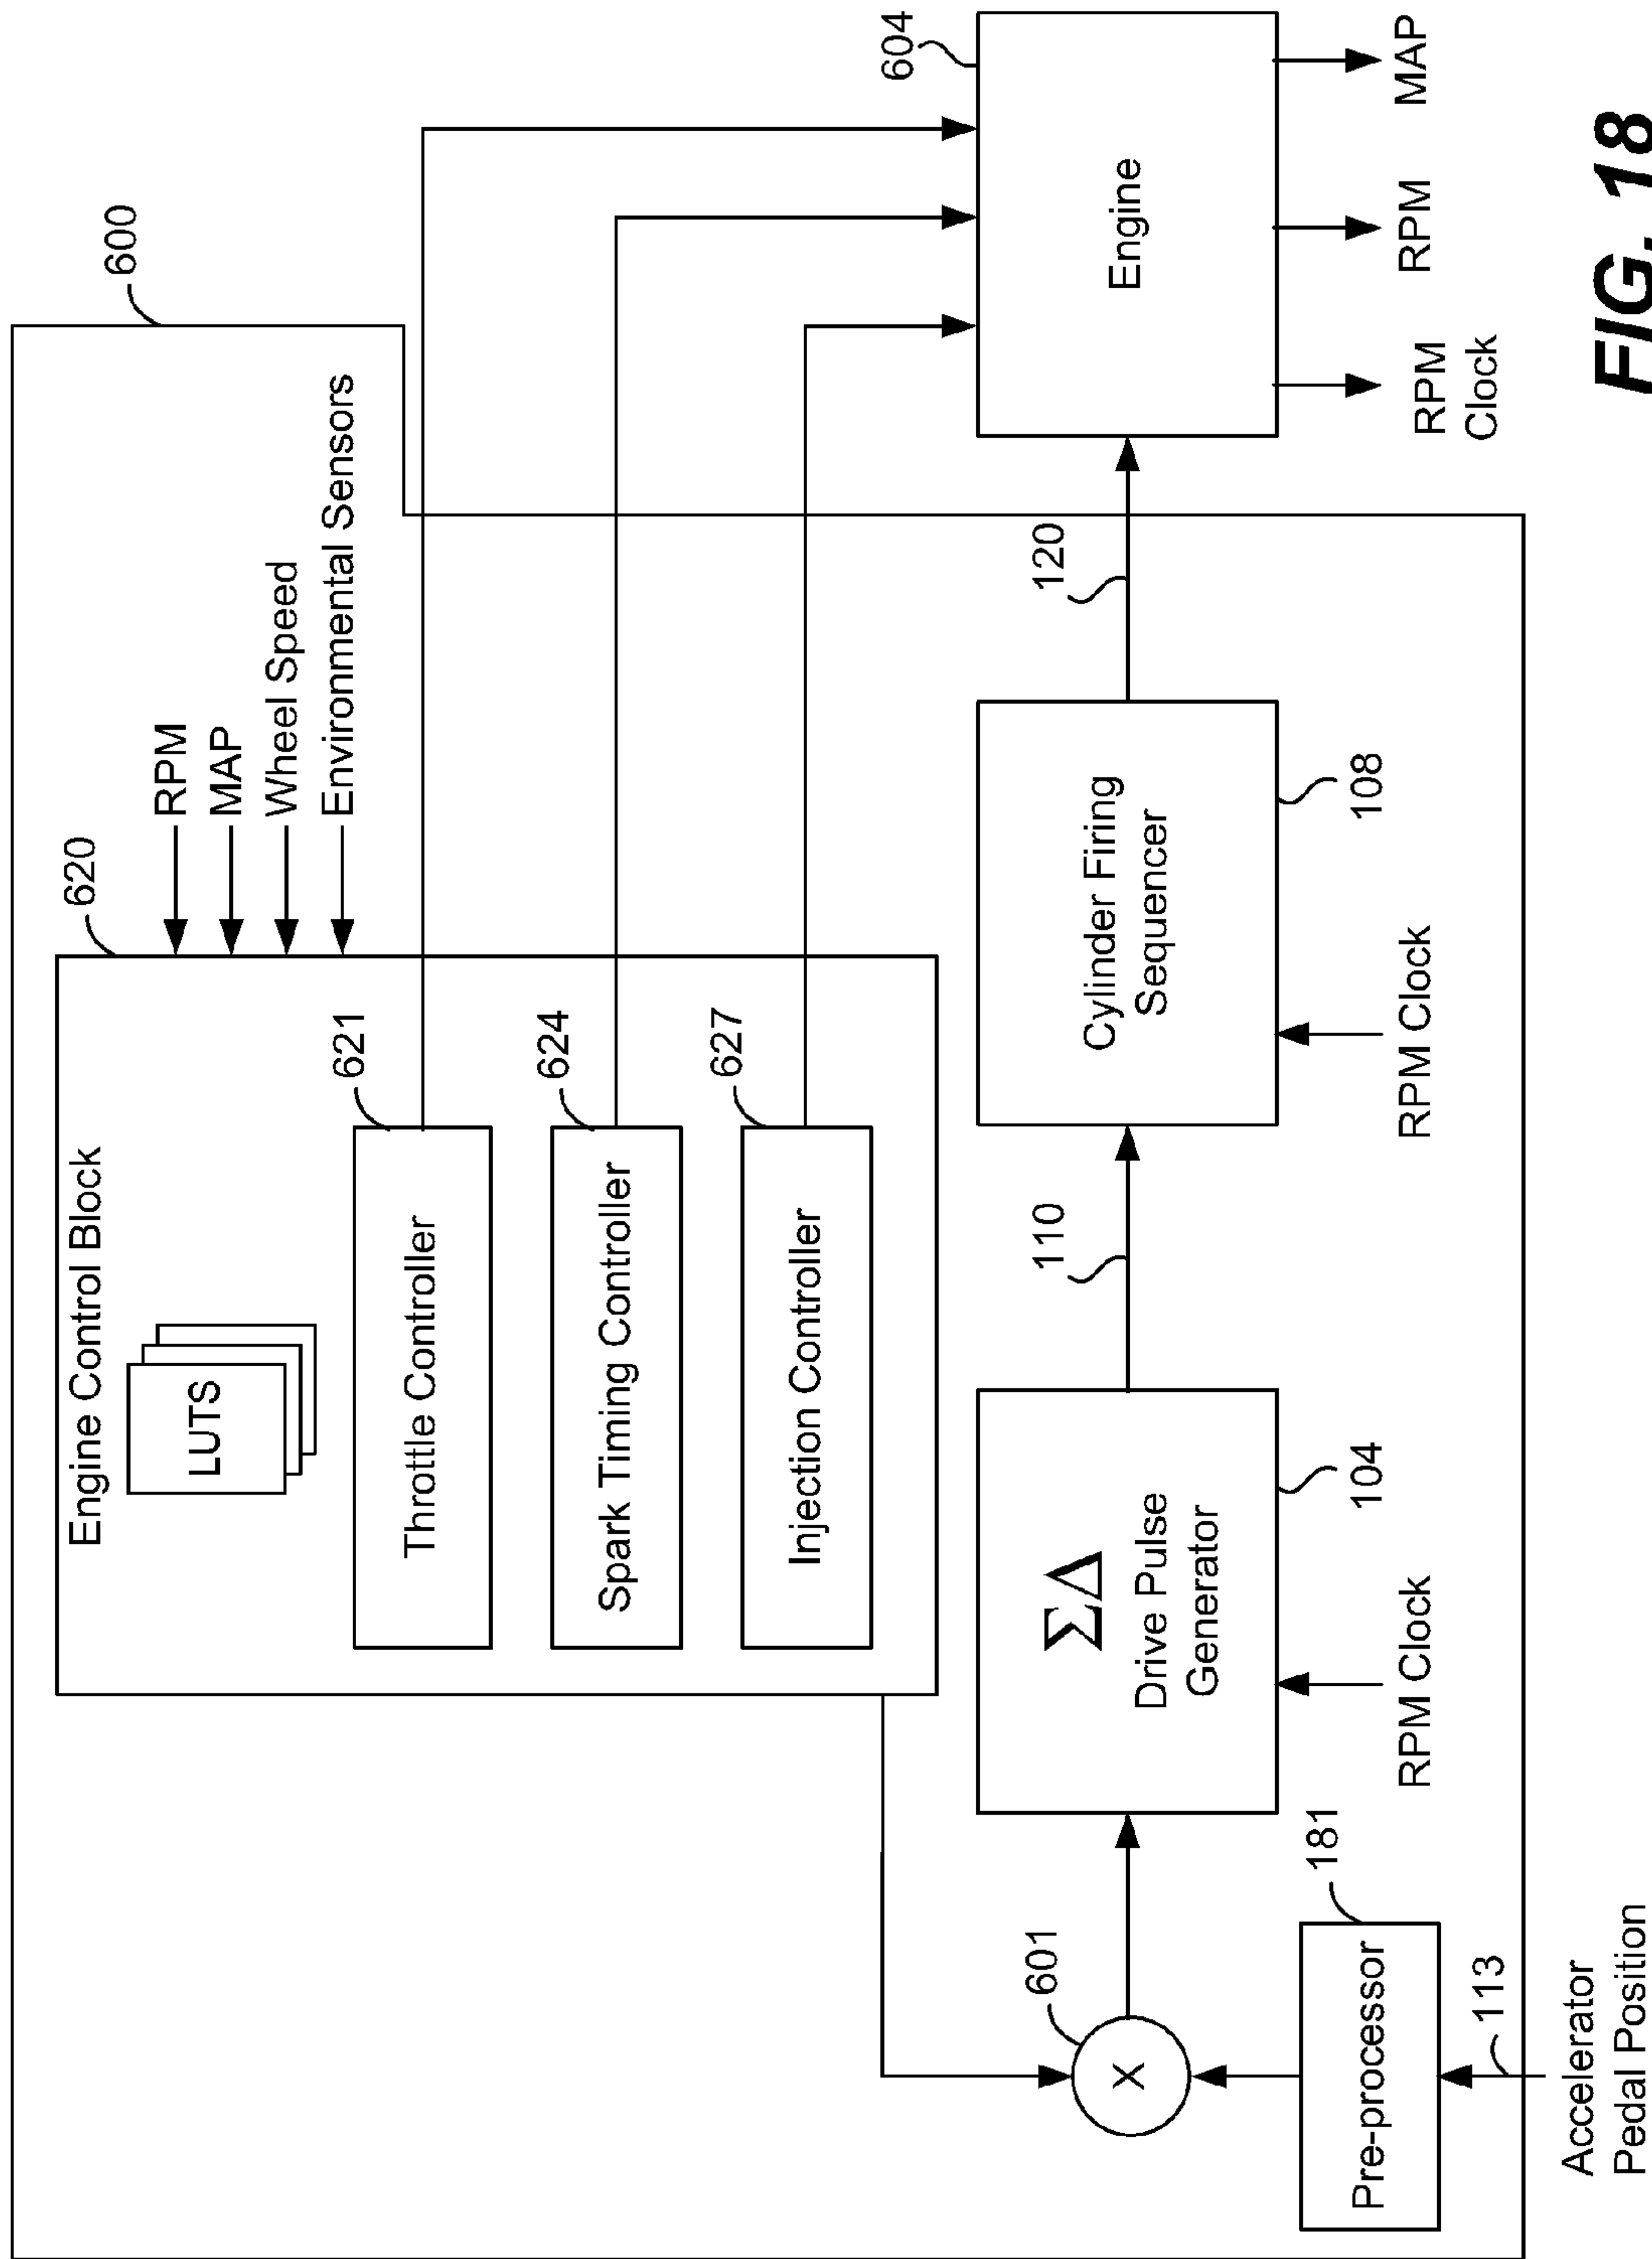 600
620
Engine Control Block
RPM
MAP
Wheel Speed
Environmental Sensors
LUTS
621
Throttle Controller
624
Spark Timing Controller
627
Injection Controller
604
Engine
601
X
ΣΔ
Drive Pulse
Generator
104
110
Cylinder Firing
Sequencer
108
120
RPM Clock
RPM Clock
RPM
Clock
RPM
MAP
181
Pre-processor
113
Accelerator
Pedal Position
FIG. 18